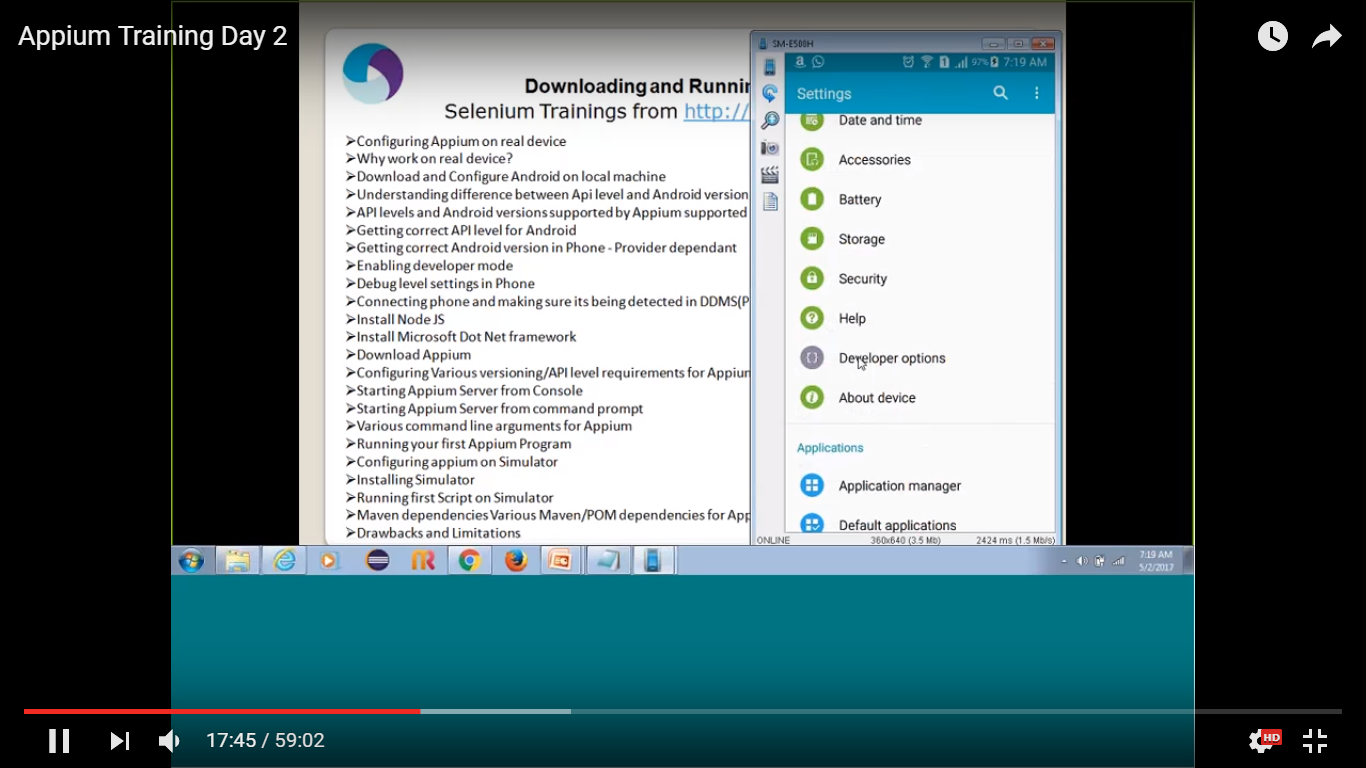 Appium Training Day 2
Downloading and Runnin
Selenium Trainings from http://
➢Configuring Appium on real device
➢Why work on real device?
➢Download and Configure Android on local machine
➢Understanding difference between Api level and Android version
➢API levels and Android versions supported by Appium supported
➢Getting correct API level for Android
➢Getting correct Android version in Phone - Provider dependant
➢Enabling developer mode
➢Debug level settings in Phone
➢Connecting phone and making sure its being detected in DDMS(P
➢Install Node JS
➢Install Microsoft Dot Net framework
➢Download Appium
➢Configuring Various versioning/API level requirements for Appium
➢Starting Appium Server from Console
➢Starting Appium Server from command prompt
➢Various command line arguments for Appium
➢Running your first Appium Program
➢Configuring appium on Simulator
➢Installing Simulator
➢Running first Script on Simulator
➢Maven dependencies Various Maven/POM dependencies for App
➢Drawbacks and Limitations
SM-E500H
97% 7:19 AM
Settings
Date and time
Accessories
Battery
Storage
Security
Help
Developer options
About device
Applications
Application manager
Default applications
ONLINE 360x640 (3.5 Mb) 2424 ms (1.5 Mb/s)
7:19 AM
5/2/2017
17:45 / 59:02
HD